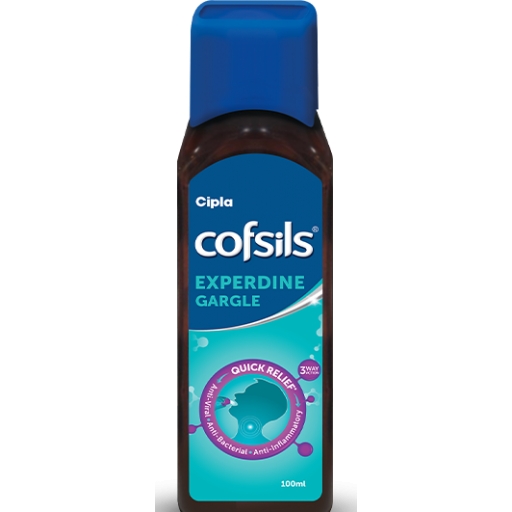 Cipla
cofsils®
EXPERDINE
GARGLE
3 WAY
ACTION
QUICK RELIEF*
Anti-Viral • Anti-Bacterial • Anti-Inflammatory
100ml